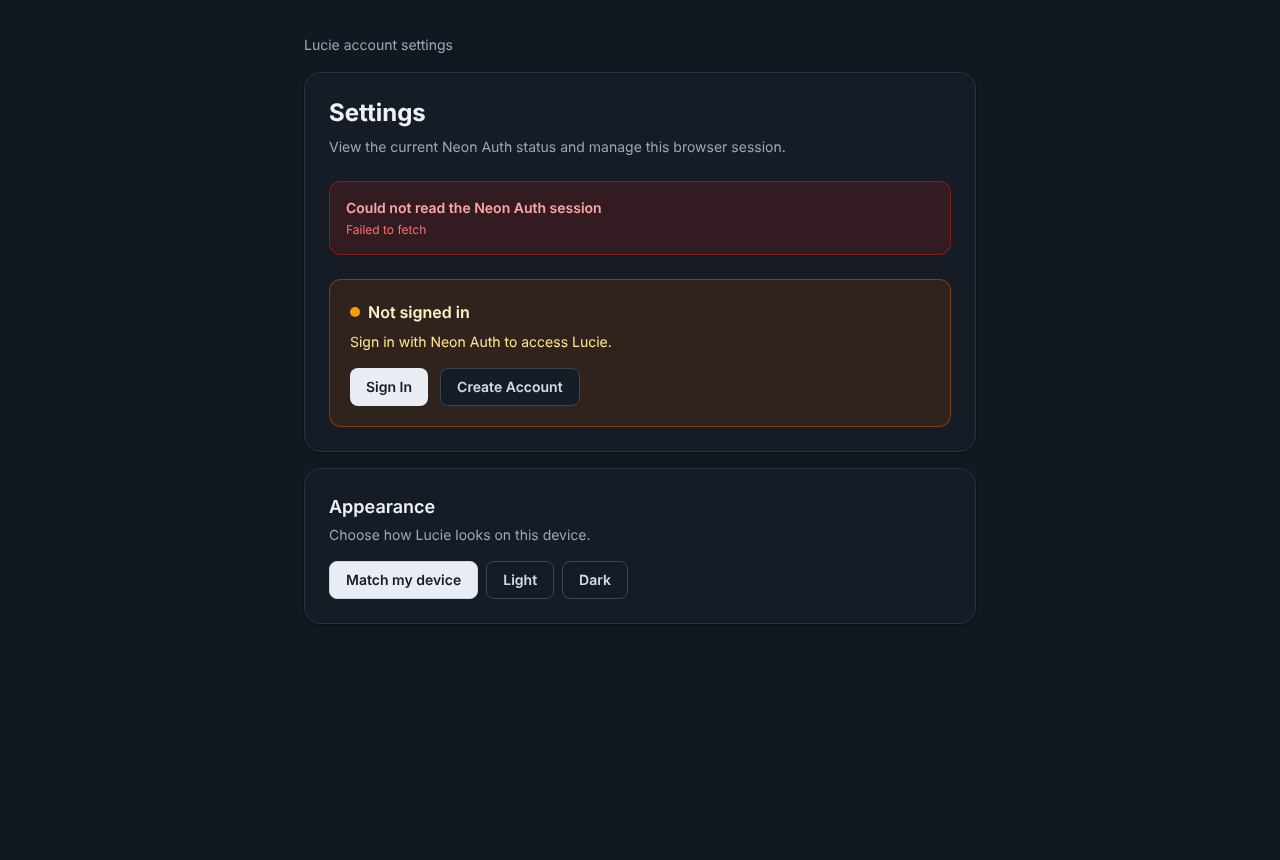 Lucie account settings
Settings
View the current Neon Auth status and manage this browser session.
Could not read the Neon Auth session
Failed to fetch
Not signed in
Sign in with Neon Auth to access Lucie.
Sign In
Create Account
Appearance
Choose how Lucie looks on this device.
Match my device
Light
Dark